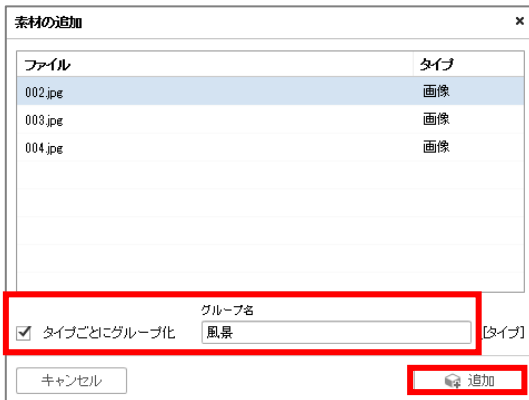 素材の追加 ×
ファイル タイプ
002.jpg 画像
003.jpg 画像
004.jpg 画像
グループ名
タイプごとにグループ化 風景 [タイプ]
キャンセル 追加